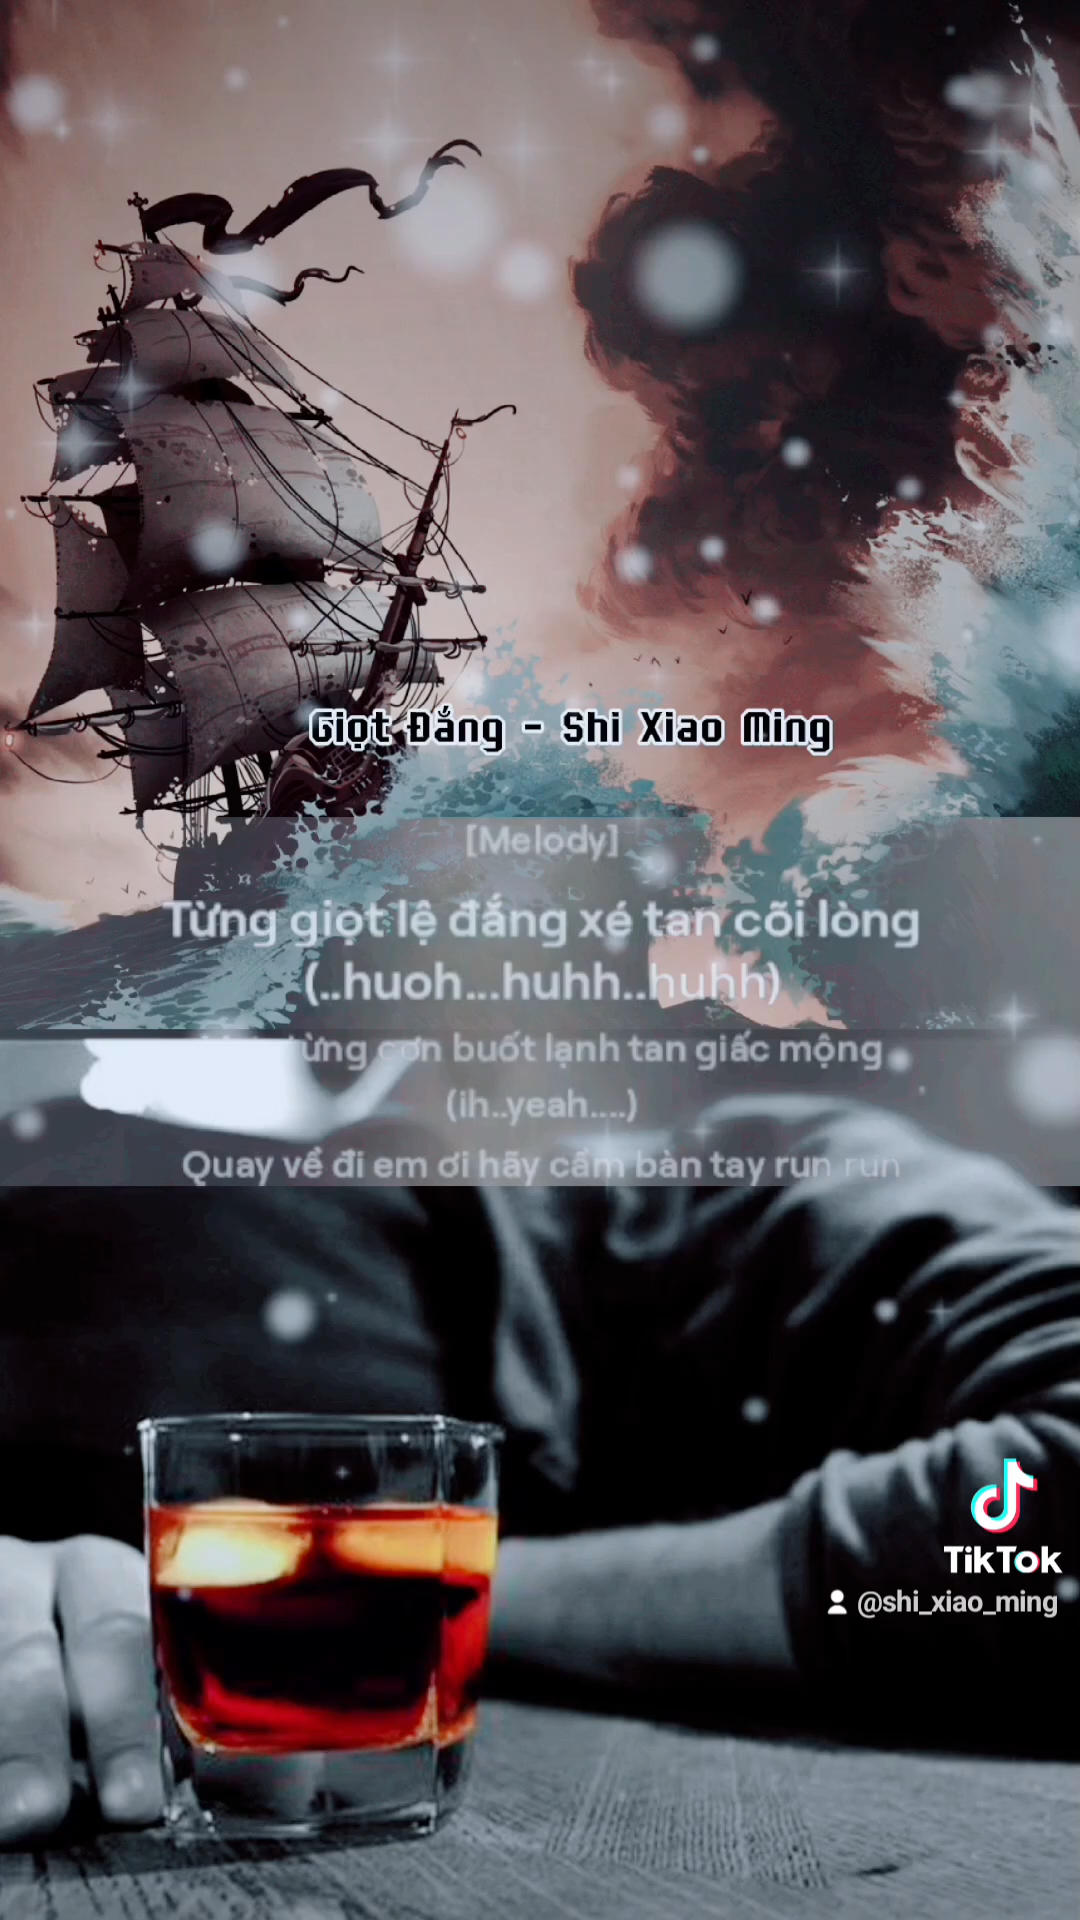 Giọt Đắng - Shi Xiao Ming
[Melody]
Từng giọt lệ đắng xé tan cõi lòng
(..huoh...huhh..huhh)
từng cơn buốt lạnh tan giấc mộng
(ih..yeah....)
Quay về đi em ơi hãy cầm bàn tay run run
TikTok
@shi_xiao_ming